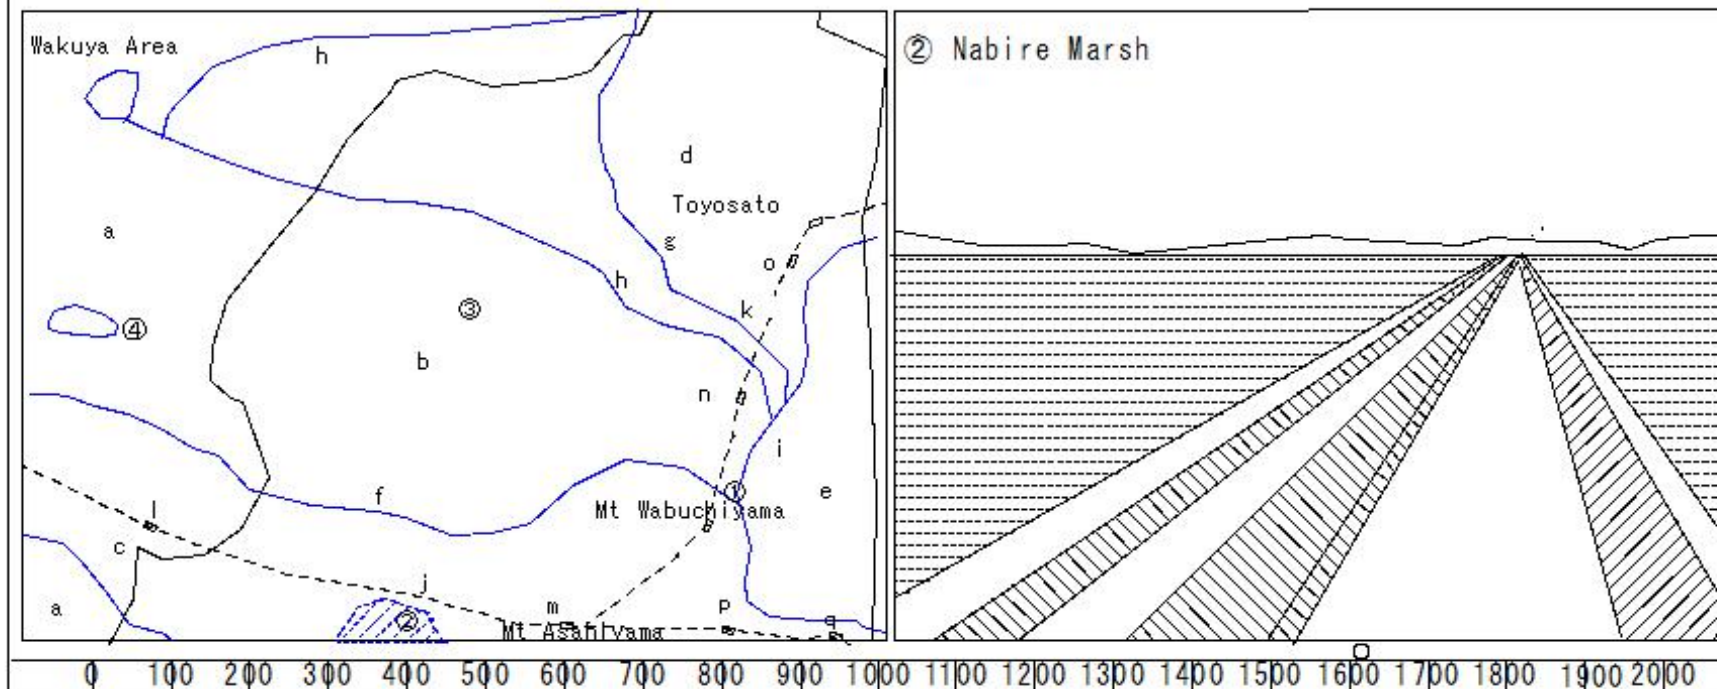 Wakuya Area
h
d
Toyosato
a
g
o
h
③
k
④
b
n
i
f
①
e
Mt Wabuchiyama
l
c
j
a
②
m
p
q
Mt Asahiyama
② Nabire Marsh
0 100 200 300 400 500 600 700 800 900 1000 1100 1200 1300 1400 1500 1600 1700 1800 1900 2000